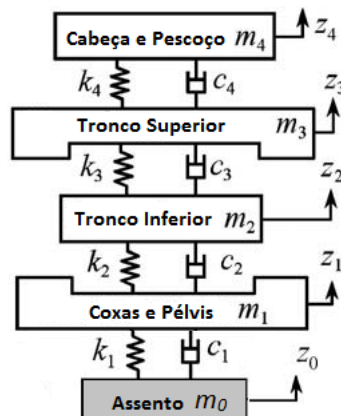 Cabeça e Pescoço m₄
z₄
k₄ c₄
z₃
Tronco Superior m₃
k₃ c₃
z₂
Tronco Inferior m₂
k₂ c₂
z₁
Coxas e Pélvis m₁
k₁ c₁
z₀
Assento m₀